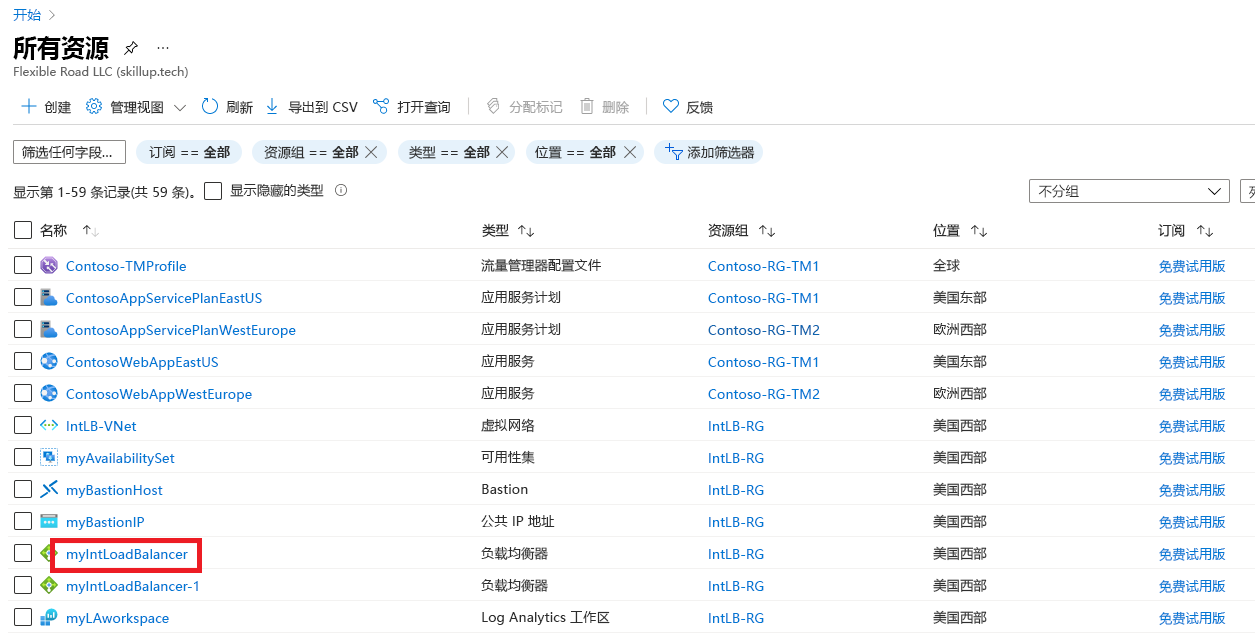 开始 >
所有资源 ...
Flexible Road LLC (skillup.tech)
创建 管理视图 刷新 导出到 CSV 打开查询 分配标记 删除 反馈
筛选任何字段... 订阅 == 全部 资源组 == 全部 类型 == 全部 位置 == 全部 添加筛选器
显示第 1-59 条记录(共 59 条)。 显示隐藏的类型 不分组
名称 ↑↓ 类型 ↑↓ 资源组 ↑↓ 位置 ↑↓ 订阅 ↑↓
Contoso-TMProfile 流量管理器配置文件 Contoso-RG-TM1 全球 免费试用版
ContosoAppServicePlanEastUS 应用服务计划 Contoso-RG-TM1 美国东部 免费试用版
ContosoAppServicePlanWestEurope 应用服务计划 Contoso-RG-TM2 欧洲西部 免费试用版
ContosoWebAppEastUS 应用服务 Contoso-RG-TM1 美国东部 免费试用版
ContosoWebAppWestEurope 应用服务 Contoso-RG-TM2 欧洲西部 免费试用版
IntLB-VNet 虚拟网络 IntLB-RG 美国西部 免费试用版
myAvailabilitySet 可用性集 IntLB-RG 美国西部 免费试用版
myBastionHost Bastion IntLB-RG 美国西部 免费试用版
myBastionIP 公共 IP 地址 IntLB-RG 美国西部 免费试用版
myIntLoadBalancer 负载均衡器 IntLB-RG 美国西部 免费试用版
myIntLoadBalancer-1 负载均衡器 IntLB-RG 美国西部 免费试用版
myLAworkspace Log Analytics 工作区 IntLB-RG 美国西部 免费试用版